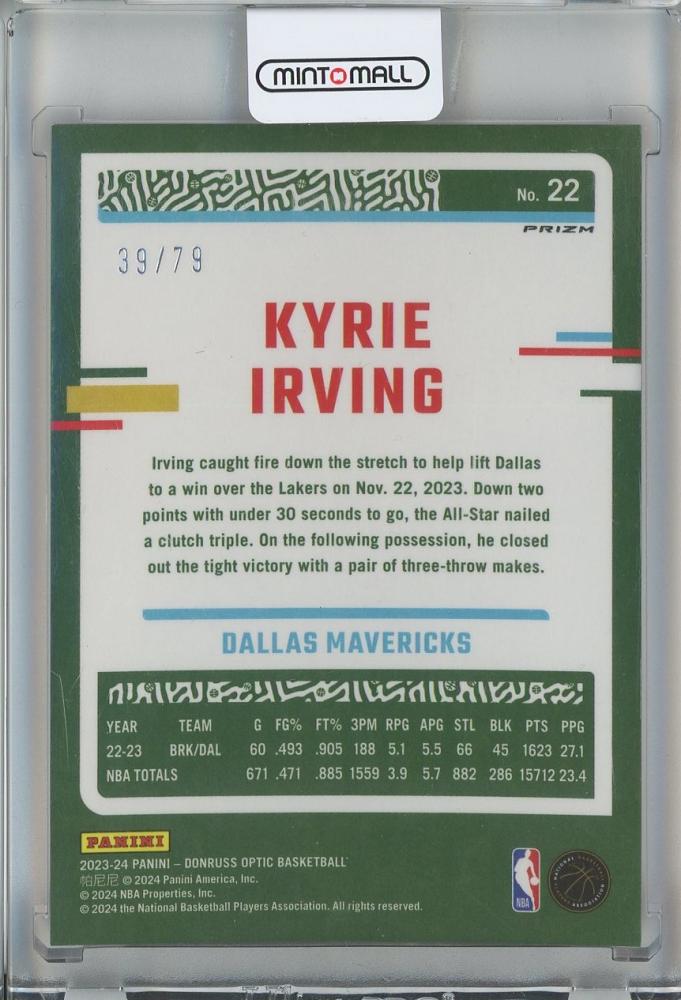 MINT MALL
No. 22
PRIZM
39/79
KYRIE
IRVING
Irving caught fire down the stretch to help lift Dallas
to a win over the Lakers on Nov. 22, 2023. Down two
points with under 30 seconds to go, the All-Star nailed
a clutch triple. On the following possession, he closed
out the tight victory with a pair of three-throw makes.
DALLAS MAVERICKS
YEAR TEAM G FG% FT% 3PM RPG APG STL BLK PTS PPG
22-23 BRK/DAL 60 .493 .905 188 5.1 5.5 66 45 1623 27.1
NBA TOTALS 671 .471 .885 1559 3.9 5.7 882 286 15712 23.4
PANINI
2023-24 PANINI – DONRUSS OPTIC BASKETBALL
帕尼尼 © 2024 Panini America, Inc.
© 2024 NBA Properties, Inc.
© 2024 the National Basketball Players Association. All rights reserved.
NBA
NATIONAL BASKETBALL
ASSOCIATION